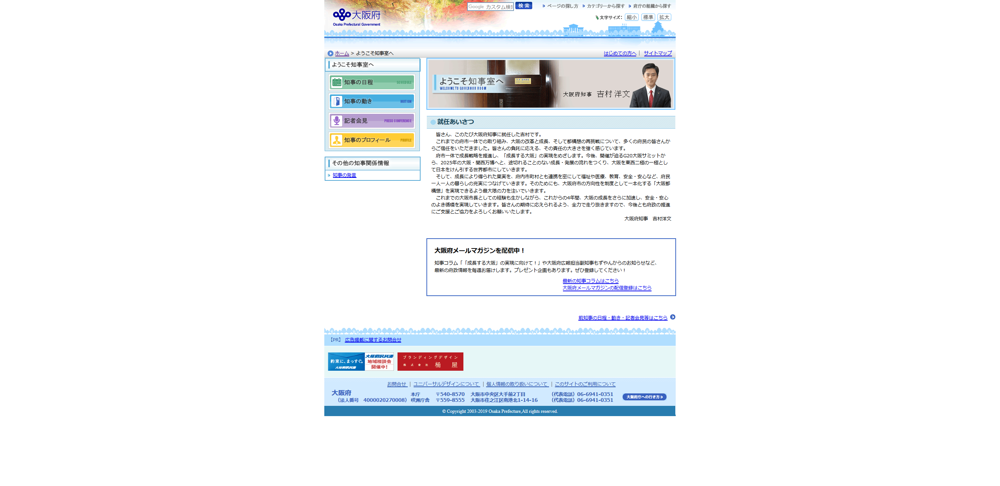 大阪府
Osaka Prefectural Government
Google カスタム検索
検 索
ページの探し方
カテゴリーから探す
府庁の組織から探す
文字サイズ:
縮小
標準
拡大
ホーム > ようこそ知事室へ
はじめての方へ | サイトマップ
ようこそ知事室へ
知事の日程 SCHEDULE
知事の動き MOTION
記者会見 PRESS CONFERENCE
知事のプロフィール PROFILE
その他の知事関係情報
知事の発言
ようこそ知事室へ
WELCOME TO GOVERNOR ROOM
大阪府知事 吉村 洋文
就任あいさつ
皆さん、このたび大阪府知事に就任した吉村です。
これまでの府市一体での取り組み、大阪の改革と成長、そして都構想の再挑戦について、多くの府民の皆さんか
らご信任をいただきました。皆さんの負託に応える、その責任の大きさを強く感じています。
府市一体で成長戦略を推進し、「成長する大阪」の実現をめざします。今後、開催が迫るG20大阪サミットか
ら、2025年の大阪・関西万博へと、途切れることのない成長・発展の流れをつくり、大阪を東西二極の一極とし
て日本をけん引する世界都市にしていきます。
そして、成長により得られた果実を、府内市町村とも連携を密にして福祉や医療、教育、安全・安心など、府民
一人一人の暮らしの充実につなげていきます。そのためにも、大阪府市の方向性を制度として一本化する「大阪都
構想」を実現できるよう最大限の力を注いでいきます。
これまでの大阪市長としての経験も生かしながら、これからの4年間、大阪の成長をさらに加速し、安全・安心
のよき循環を実現していきます。皆さんの期待に応えられるよう、全力で走り抜きますので、今後とも府政の推進
にご支援とご協力をよろしくお願いいたします。
大阪府知事　吉村洋文
大阪府メールマガジンを配信中！
知事コラム「「成長する大阪」の実現に向けて！」や大阪府広報担当副知事もずやんからのお知らせなど、
最新の府政情報を毎週お届けします。プレゼント企画もあります。ぜひ登録してください！
最新の知事コラムはこちら
大阪府メールマガジンの配信登録はこちら
前知事の日程・動き・記者会見等はこちら
【PR】 広告掲載に関するお問合せ
約束に、まっすぐ。
大阪府民共済
大阪府民共済
地域相談会
開催中!
ブランディングデザイン
株式會社 桶屋
お問合せ | ユニバーサルデザインについて | 個人情報の取り扱いについて | このサイトのご利用について
大阪府
（法人番号　4000020270008）
本庁 〒540-8570 大阪市中央区大手前2丁目 （代表電話）06-6941-0351
咲洲庁舎 〒559-8555 大阪市住之江区南港北1-14-16 （代表電話）06-6941-0351
大阪府庁への行き方
© Copyright 2003-2019 Osaka Prefecture,All rights reserved.